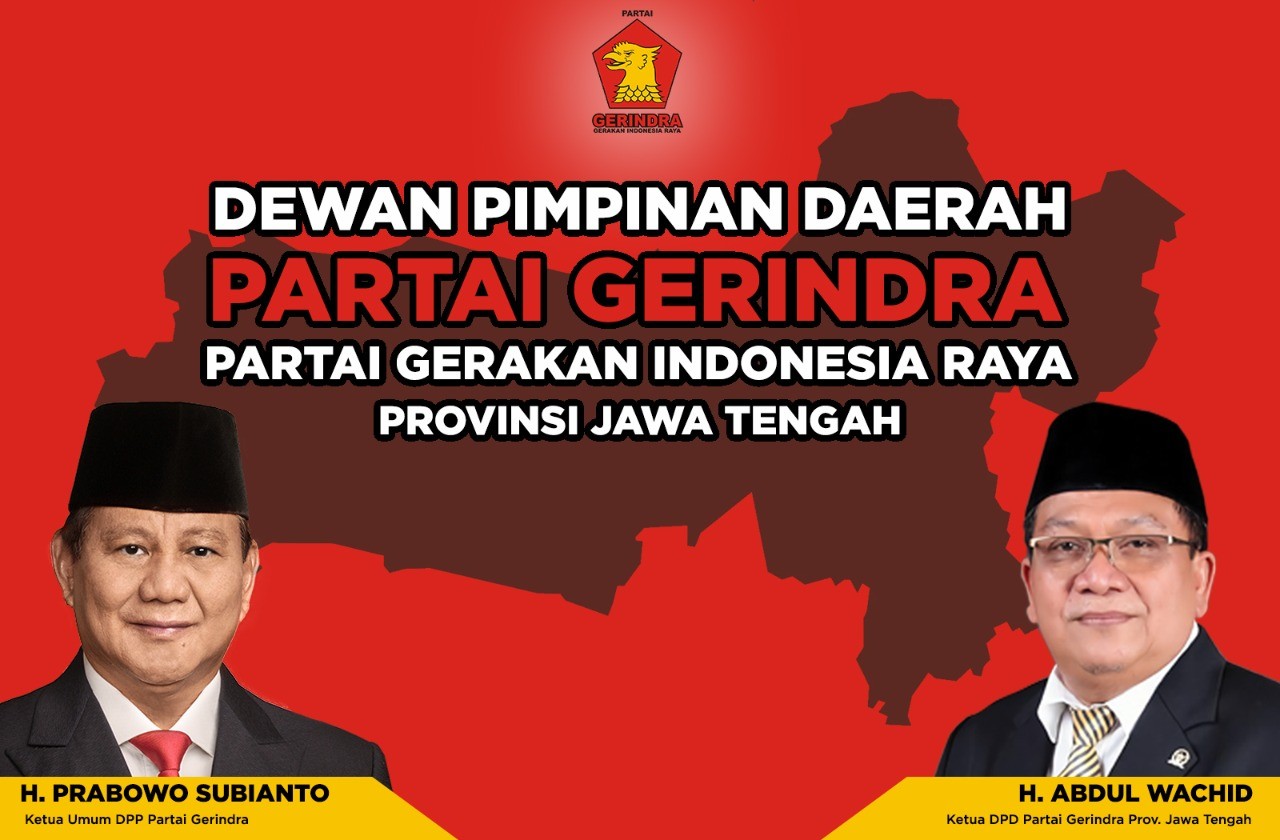 PARTAI
GERINDRA
GERAKAN INDONESIA RAYA
DEWAN PIMPINAN DAERAH
PARTAI GERINDRA
PARTAI GERAKAN INDONESIA RAYA
PROVINSI JAWA TENGAH
H. PRABOWO SUBIANTO
Ketua Umum DPP Partai Gerindra
H. ABDUL WACHID
Ketua DPD Partai Gerindra Prov. Jawa Tengah